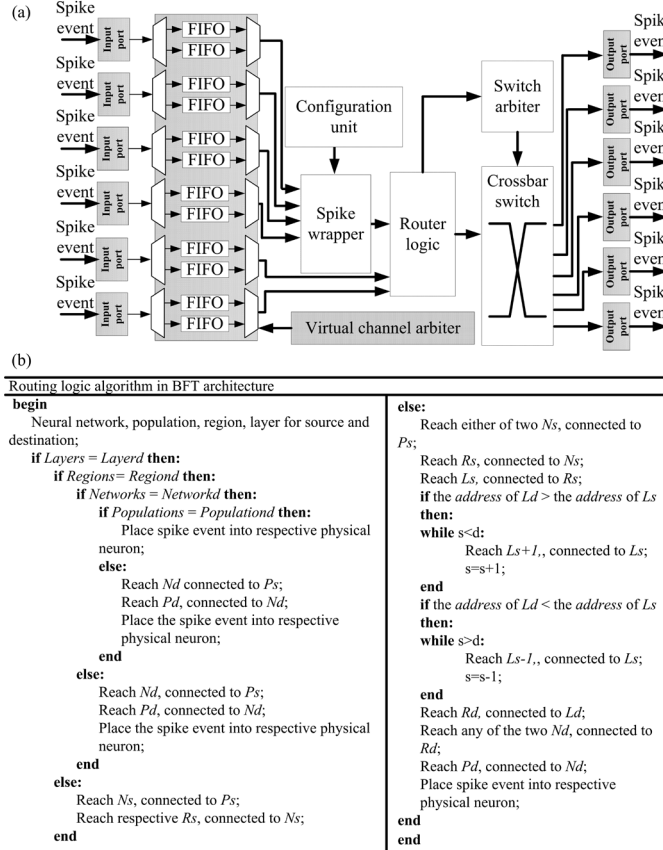 (a)
Spike
event
Input
port
FIFO
FIFO
Spike
event
Input
port
FIFO
FIFO
Spike
event
Input
port
FIFO
FIFO
Spike
event
Input
port
FIFO
FIFO
Spike
event
Input
port
FIFO
FIFO
Spike
event
Input
port
FIFO
FIFO
Configuration
unit
Spike
wrapper
Router
logic
Switch
arbiter
Crossbar
switch
Virtual channel arbiter
Output
port
Spik
even
Output
port
Spik
even
Output
port
Spik
even
Output
port
Spik
even
Output
port
Spik
even
Output
port
Spik
even
(b)
Routing logic algorithm in BFT architecture
begin
Neural network, population, region, layer for source and
destination;
if Layers = Layerd then:
if Regions= Regiond then:
if Networks = Networkd then:
if Populations = Populationd then:
Place spike event into respective physical
neuron;
else:
Reach Nd connected to Ps;
Reach Pd, connected to Nd;
Place the spike event into respective
physical neuron;
end
else:
Reach Nd, connected to Ps;
Reach Pd, connected to Nd;
Place the spike event into respective physical
neuron;
end
else:
Reach Ns, connected to Ps;
Reach respective Rs, connected to Ns;
end
else:
Reach either of two Ns, connected to
Ps;
Reach Rs, connected to Ns;
Reach Ls, connected to Rs;
if the address of Ld > the address of Ls
then:
while s<d:
Reach Ls+1,, connected to Ls;
s=s+1;
end
if the address of Ld < the address of Ls
then:
while s>d:
Reach Ls-1,, connected to Ls;
s=s-1;
end
Reach Rd, connected to Ld;
Reach any of the two Nd, connected to
Rd;
Reach Pd, connected to Nd;
Place spike event into respective
physical neuron;
end
end